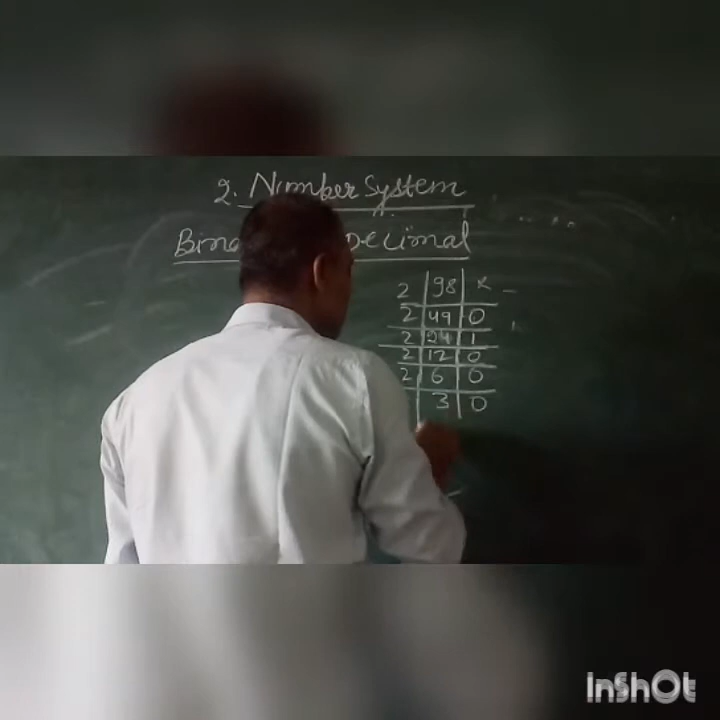 2. Number System
Decimal
2 98 ×
2 49 0
2 24 1
2 12 0
2 6 0
3 0
InShOt